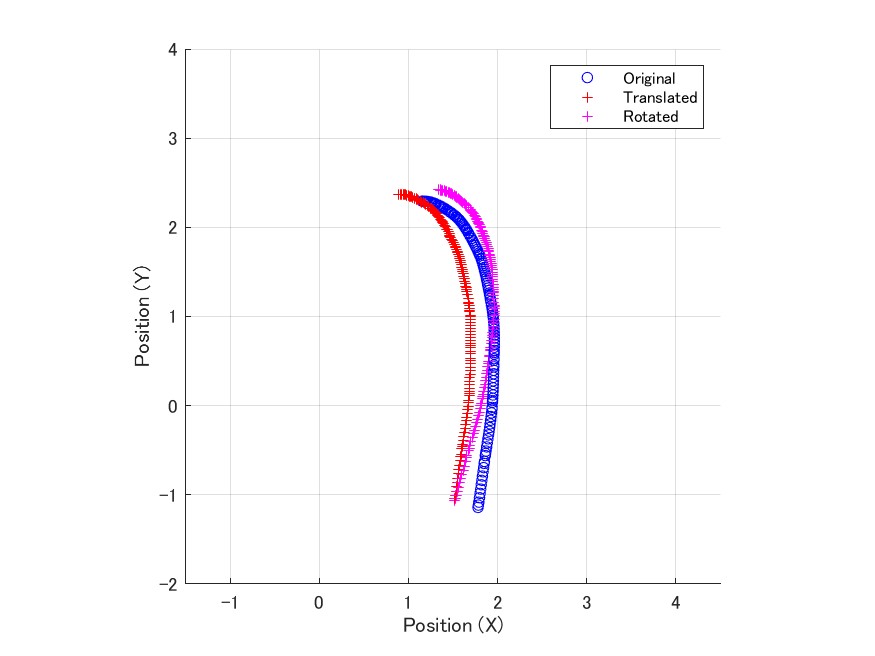 4
3
2
1
0
-1
-2
-1
0
1
2
3
4
Position (X)
Position (Y)
Original
Translated
Rotated